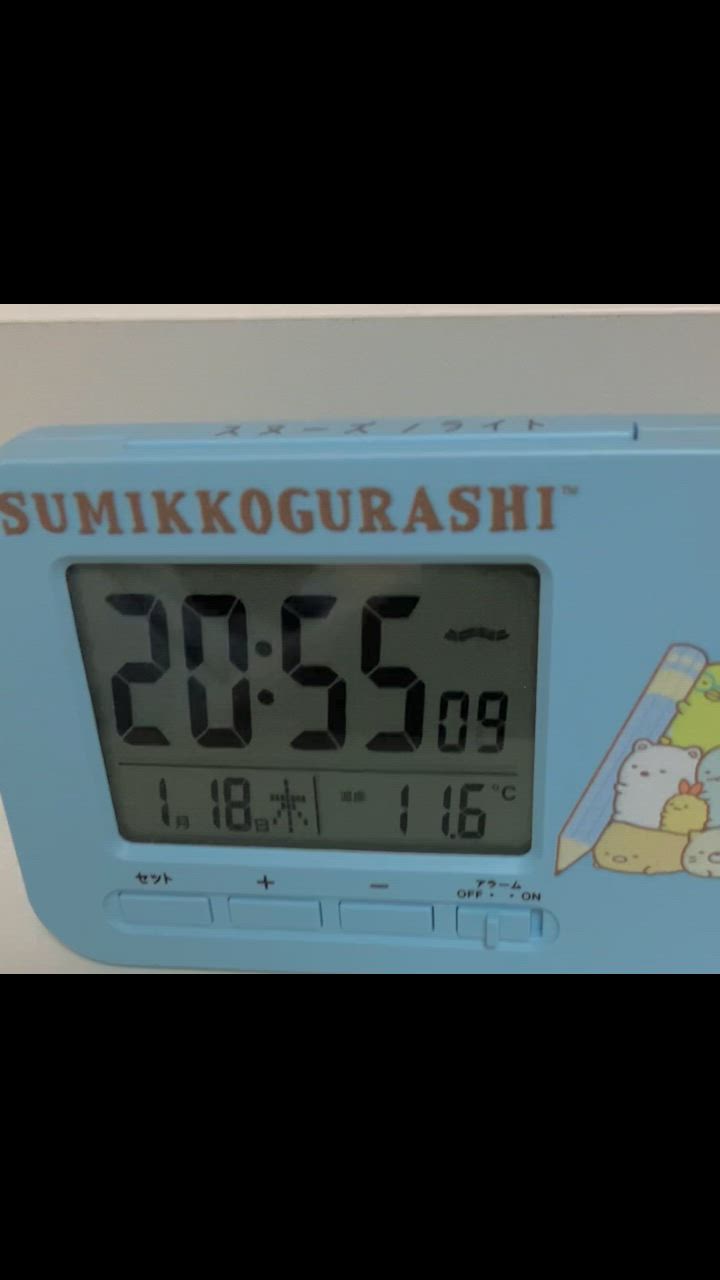 スヌーズ/ライト
SUMIKKOGURASHI™
20:55 09
1月 18日 水 温度 11.6 °C
セット + − アラーム
OFF・ ・ON